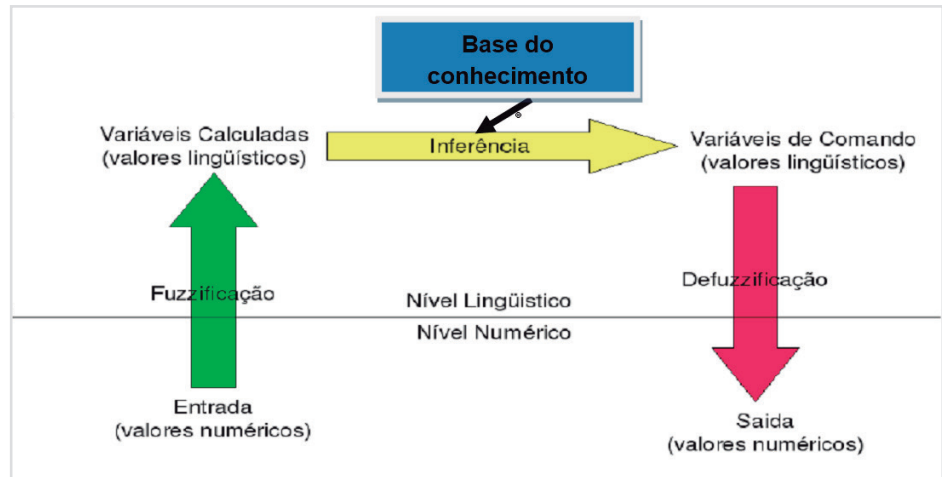 Base do
conhecimento
Variáveis Calculadas
(valores lingüísticos)
Inferência
Variáveis de Comando
(valores lingüísticos)
Fuzzificação
Defuzzificação
Nível Lingüistico
Nível Numérico
Entrada
(valores numéricos)
Saida
(valores numéricos)